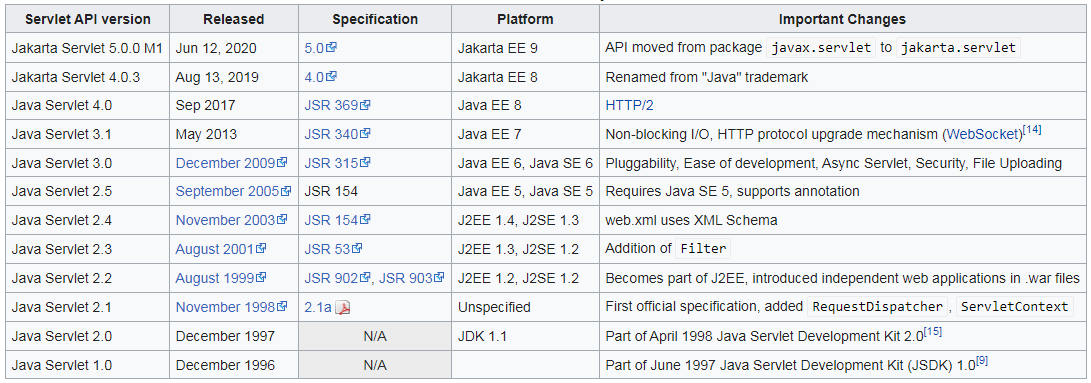 Servlet API version Released Specification Platform Important Changes
Jakarta Servlet 5.0.0 M1 Jun 12, 2020 5.0 Jakarta EE 9 API moved from package javax.servlet to jakarta.servlet
Jakarta Servlet 4.0.3 Aug 13, 2019 4.0 Jakarta EE 8 Renamed from "Java" trademark
Java Servlet 4.0 Sep 2017 JSR 369 Java EE 8 HTTP/2
Java Servlet 3.1 May 2013 JSR 340 Java EE 7 Non-blocking I/O, HTTP protocol upgrade mechanism (WebSocket)[14]
Java Servlet 3.0 December 2009 JSR 315 Java EE 6, Java SE 6 Pluggability, Ease of development, Async Servlet, Security, File Uploading
Java Servlet 2.5 September 2005 JSR 154 Java EE 5, Java SE 5 Requires Java SE 5, supports annotation
Java Servlet 2.4 November 2003 JSR 154 J2EE 1.4, J2SE 1.3 web.xml uses XML Schema
Java Servlet 2.3 August 2001 JSR 53 J2EE 1.3, J2SE 1.2 Addition of Filter
Java Servlet 2.2 August 1999 JSR 902, JSR 903 J2EE 1.2, J2SE 1.2 Becomes part of J2EE, introduced independent web applications in .war files
Java Servlet 2.1 November 1998 2.1a Unspecified First official specification, added RequestDispatcher, ServletContext
Java Servlet 2.0 December 1997 N/A JDK 1.1 Part of April 1998 Java Servlet Development Kit 2.0[15]
Java Servlet 1.0 December 1996 N/A Part of June 1997 Java Servlet Development Kit (JSDK) 1.0[9]